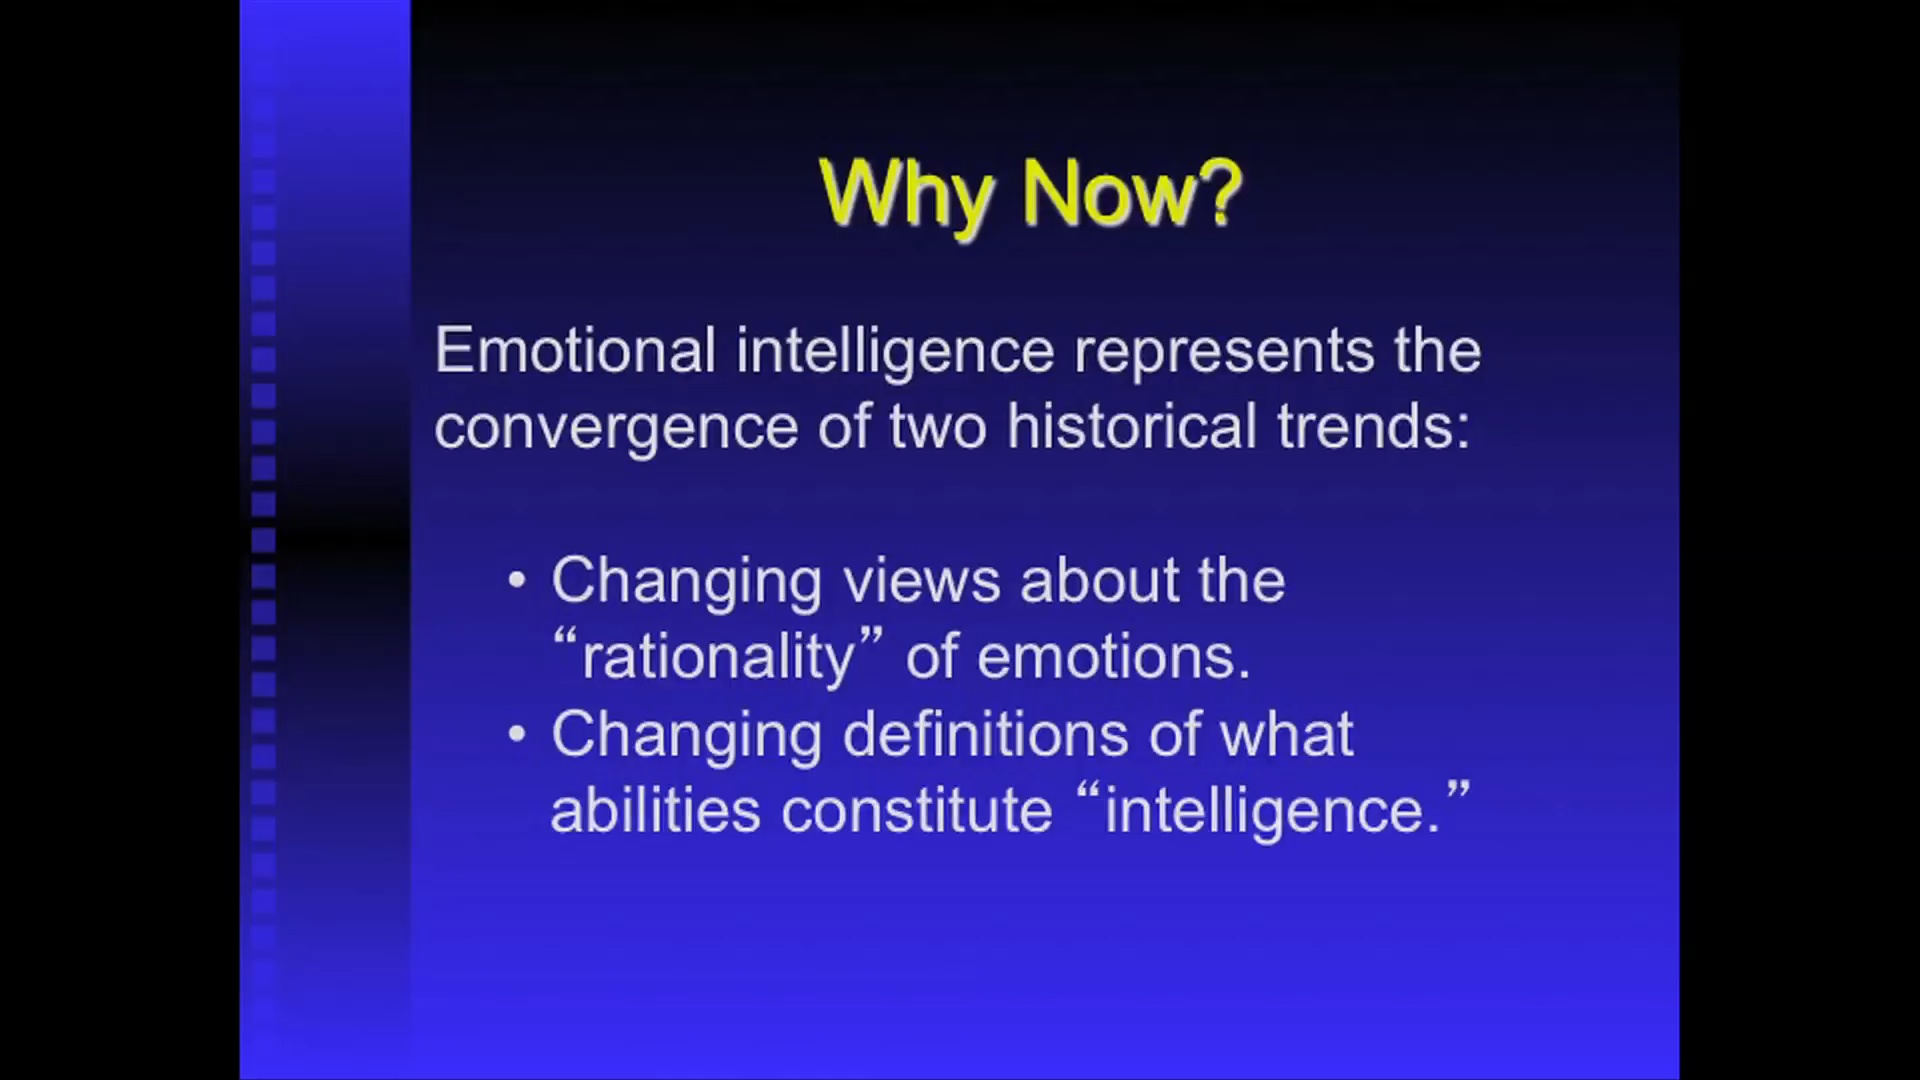 Why Now?
Emotional intelligence represents the
convergence of two historical trends:
• Changing views about the
“rationality” of emotions.
• Changing definitions of what
abilities constitute “intelligence.”